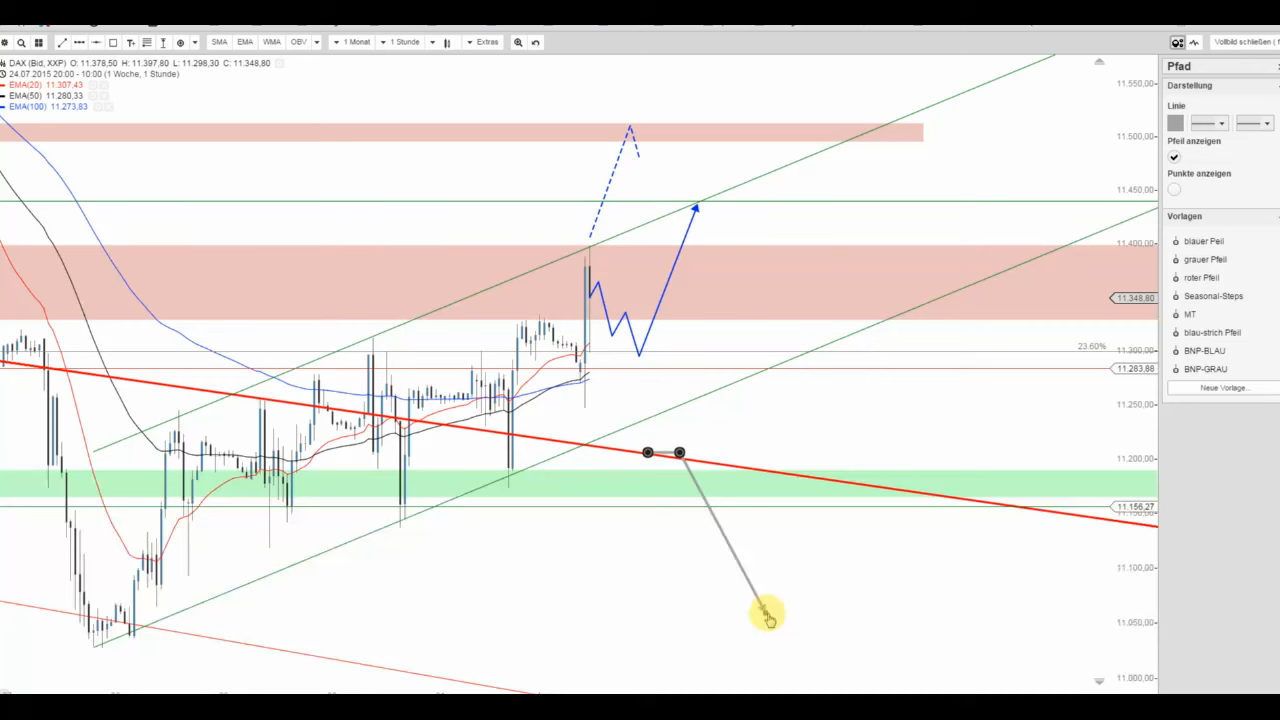 SMA EMA WMA OBV 1 Monat 1 Stunde Extras Vollbild schließen ( f
DAX (Bid, XXP) O: 11.378,50 H: 11.397,80 L: 11.298,30 C: 11.348,80
24.07.2015 20:00 - 10:00 (1 Woche, 1 Stunde)
EMA(20) 11.307,43
EMA(50) 11.280,33
EMA(100) 11.273,83
11.550,00
11.500,00
11.450,00
11.400,00
11.348,80
23.60%
11.300,00
11.283,88
11.250,00
11.200,00
11.156,27
11.100,00
11.050,00
11.000,00
Pfad
Darstellung
Linie
Pfeil anzeigen
Punkte anzeigen
Vorlagen
blauer Peil
grauer Pfeil
roter Pfeil
Seasonal-Steps
MT
blau-strich Pfeil
BNP-BLAU
BNP-GRAU
Neue Vorlage...